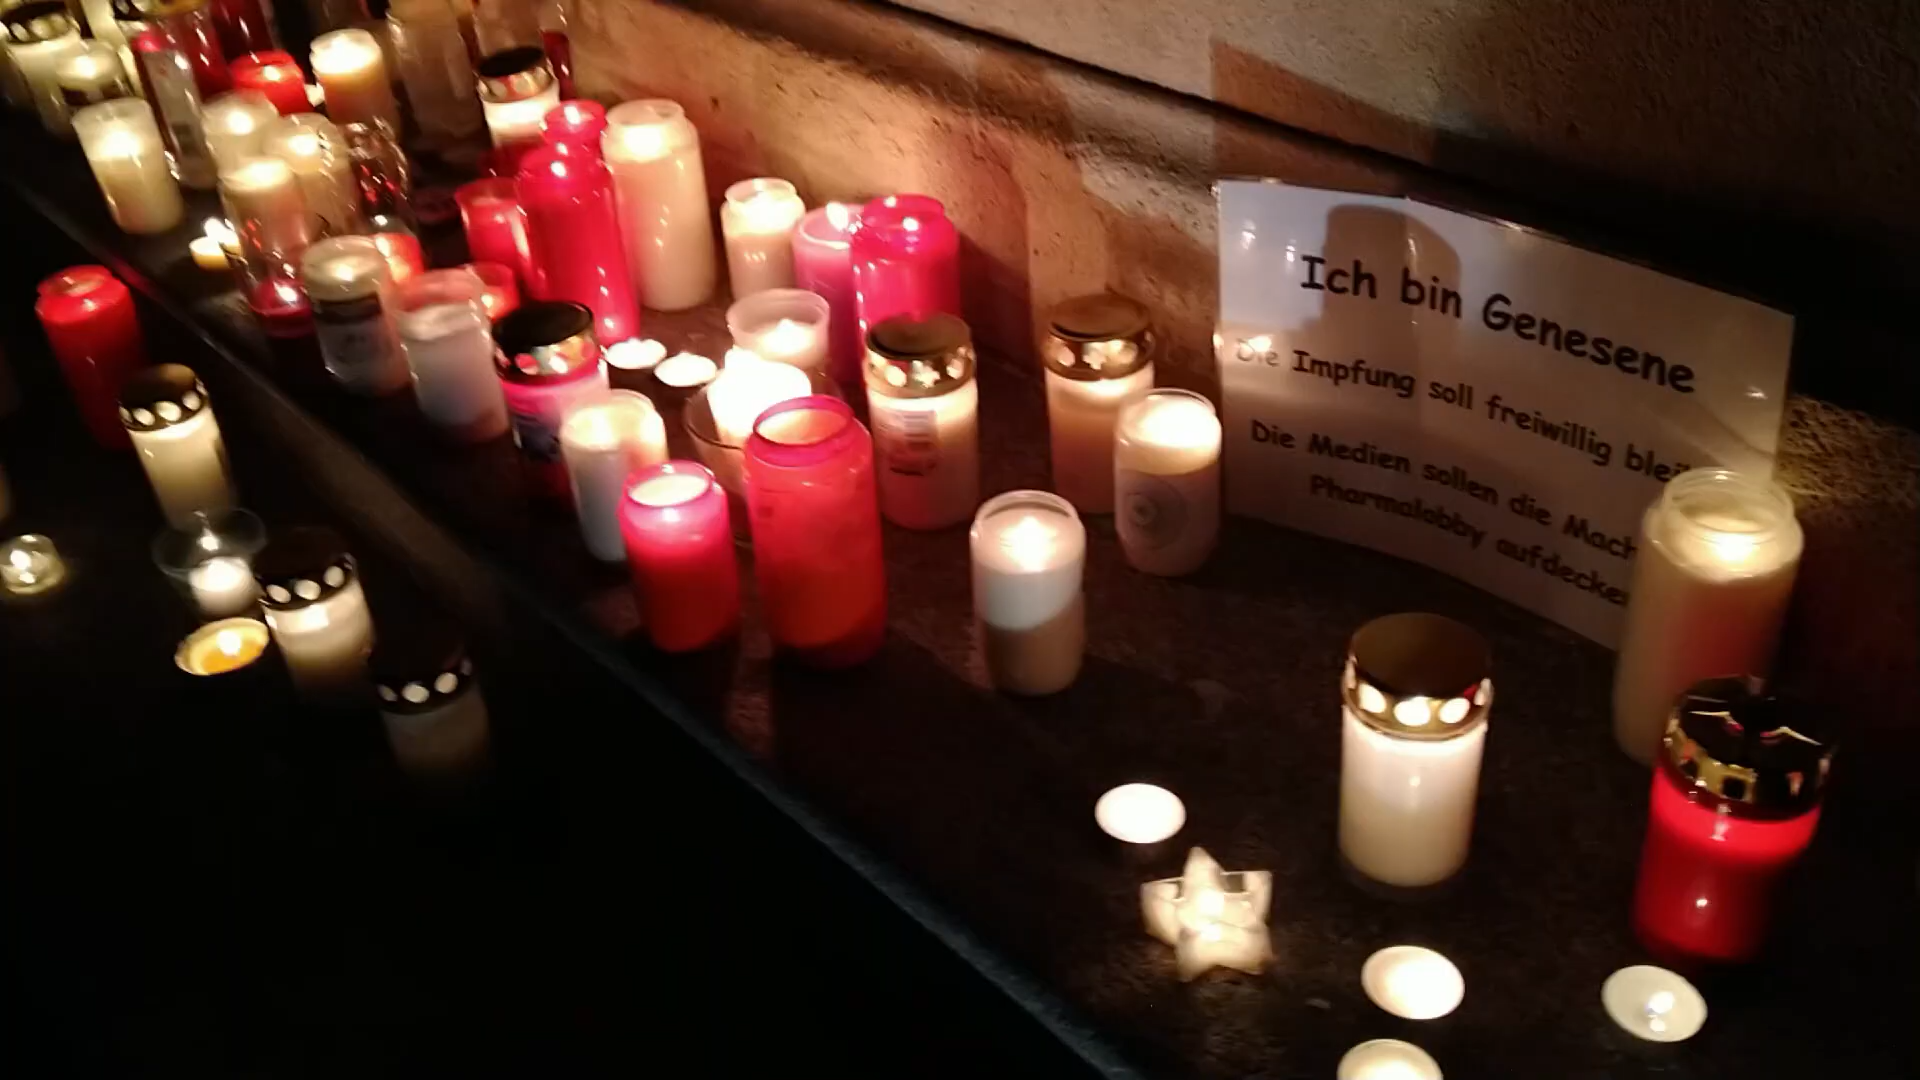 Ich bin Genesene
Die Impfung soll freiwillig
Die Medien sollen die
Pharmalobby